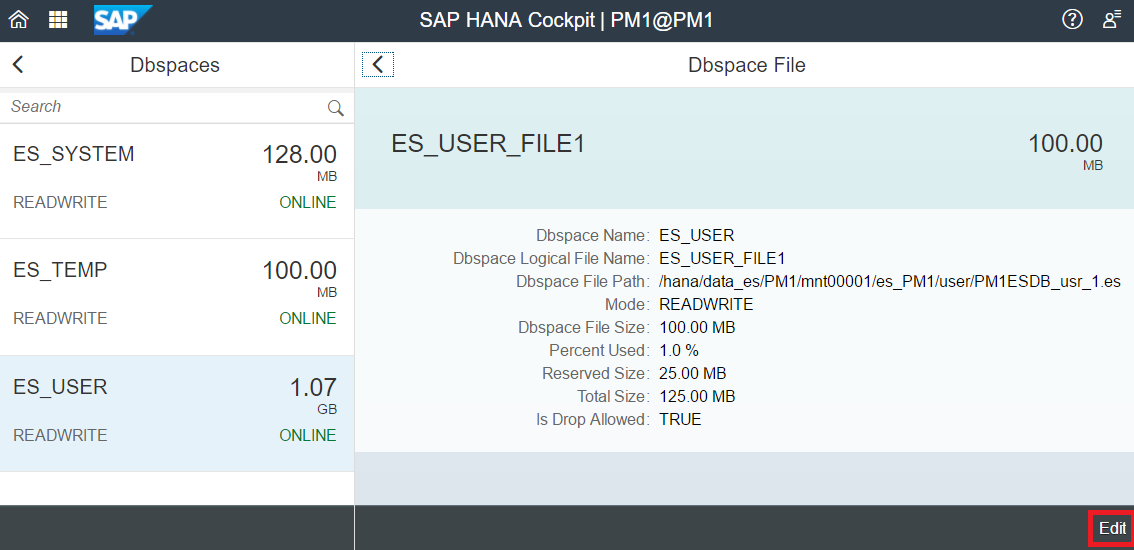 SAP
SAP HANA Cockpit | PM1@PM1
Dbspaces
Search
ES_SYSTEM 128.00
MB
READWRITE ONLINE
ES_TEMP 100.00
MB
READWRITE ONLINE
ES_USER 1.07
GB
READWRITE ONLINE
Dbspace File
ES_USER_FILE1 100.00
MB
Dbspace Name: ES_USER
Dbspace Logical File Name: ES_USER_FILE1
Dbspace File Path: /hana/data_es/PM1/mnt00001/es_PM1/user/PM1ESDB_usr_1.es
Mode: READWRITE
Dbspace File Size: 100.00 MB
Percent Used: 1.0 %
Reserved Size: 25.00 MB
Total Size: 125.00 MB
Is Drop Allowed: TRUE
Edit